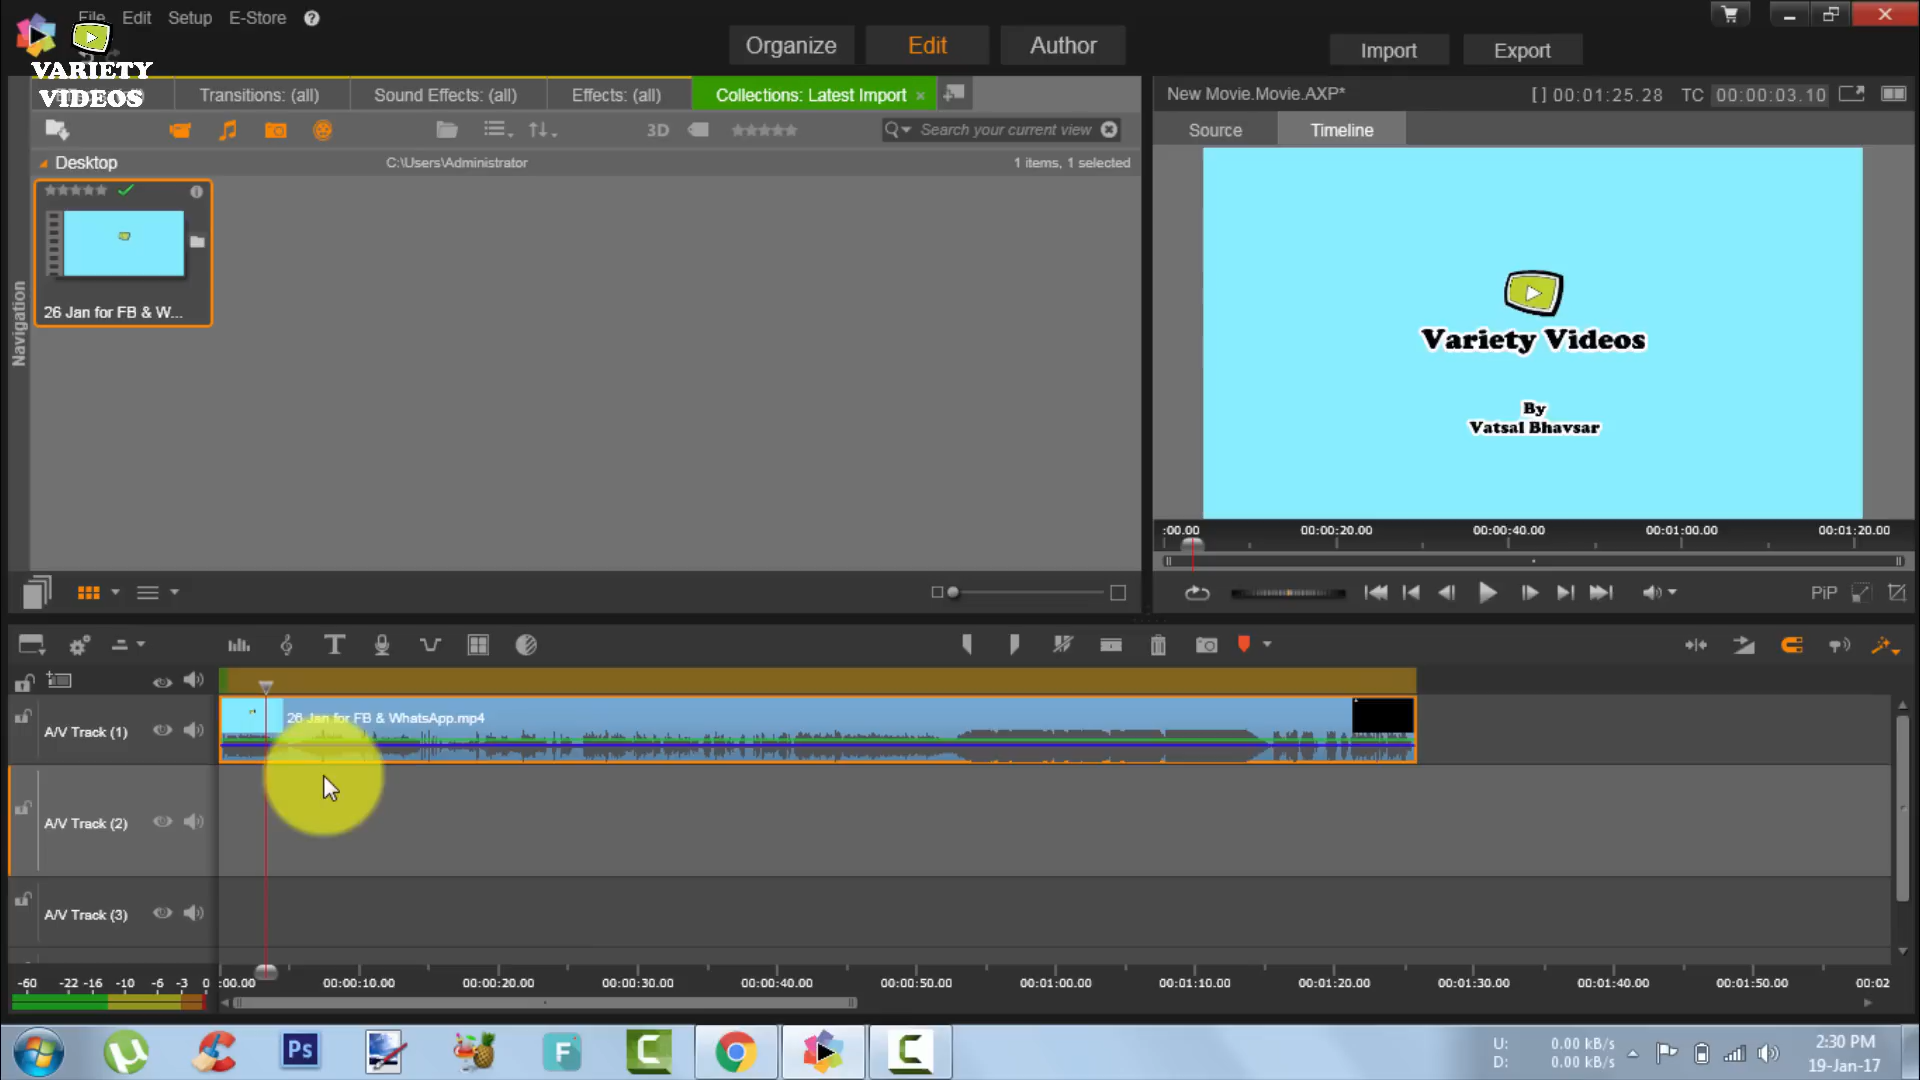 File Edit Setup E-Store ?
VARIETY
VIDEOS
Organize Edit Author
Import Export
Transitions: (all) Sound Effects: (all) Effects: (all) Collections: Latest Import ×
New Movie.Movie.AXP* [ ] 00:01:25.28 TC 00:00:03.10
3D Search your current view
Source Timeline
Desktop C:\Users\Administrator 1 items, 1 selected
26 Jan for FB & W...
Navigation
Variety Videos
By
Vatsal Bhavsar
:00.00 00:00:20.00 00:00:40.00 00:01:00.00 00:01:20.00
PiP
A/V Track (1)
26 Jan for FB & WhatsApp.mp4
A/V Track (2)
A/V Track (3)
-60 -22 -16 -10 -6 -3 0 :00.00 00:00:10.00 00:00:20.00 00:00:30.00 00:00:40.00 00:00:50.00 00:01:00.00 00:01:10.00 00:01:20.00 00:01:30.00 00:01:40.00 00:01:50.00 00:02
Ps F C C
U: 0.00 kB/s
D: 0.00 kB/s
2:30 PM
19-Jan-17